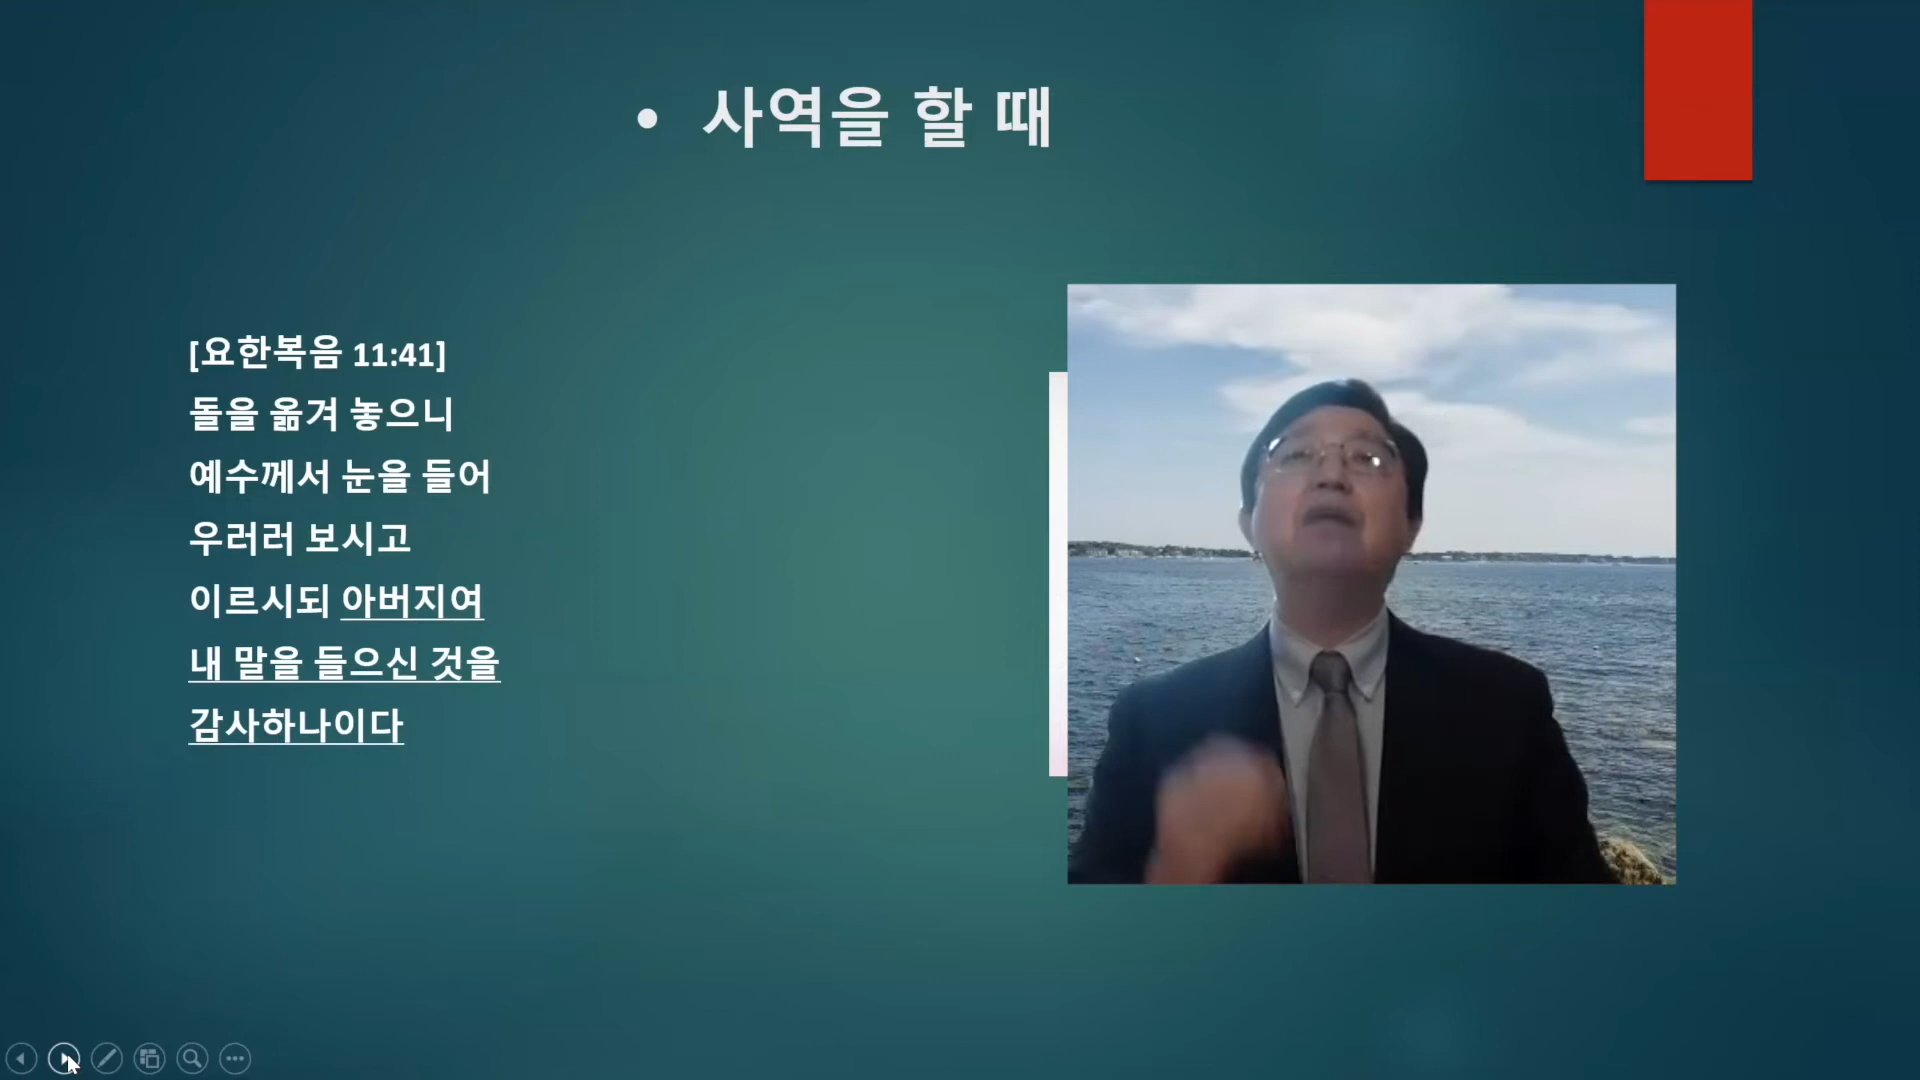 • 사역을 할 때
[요한복음 11:41]
돌을 옮겨 놓으니
예수께서 눈을 들어
우러러 보시고
이르시되 아버지여
내 말을 들으신 것을
감사하나이다